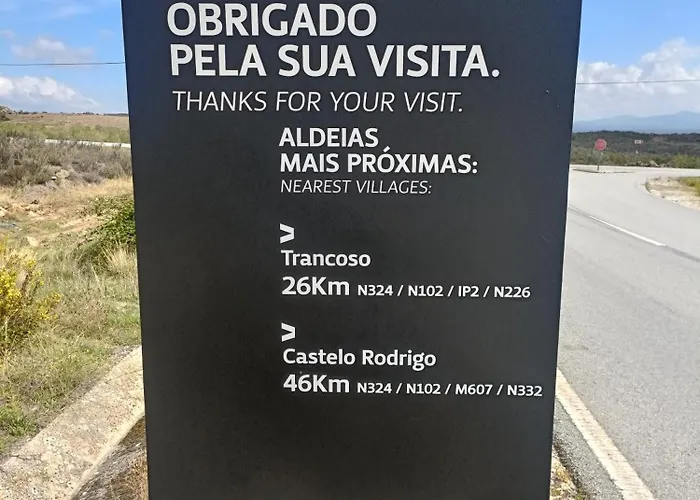 OBRIGADO
PELA SUA VISITA.
THANKS FOR YOUR VISIT.
ALDEIAS
MAIS PRÓXIMAS:
NEAREST VILLAGES:
>
Trancoso
26Km N324 / N102 / IP2 / N226
>
Castelo Rodrigo
46Km N324 / N102 / M607 / N332